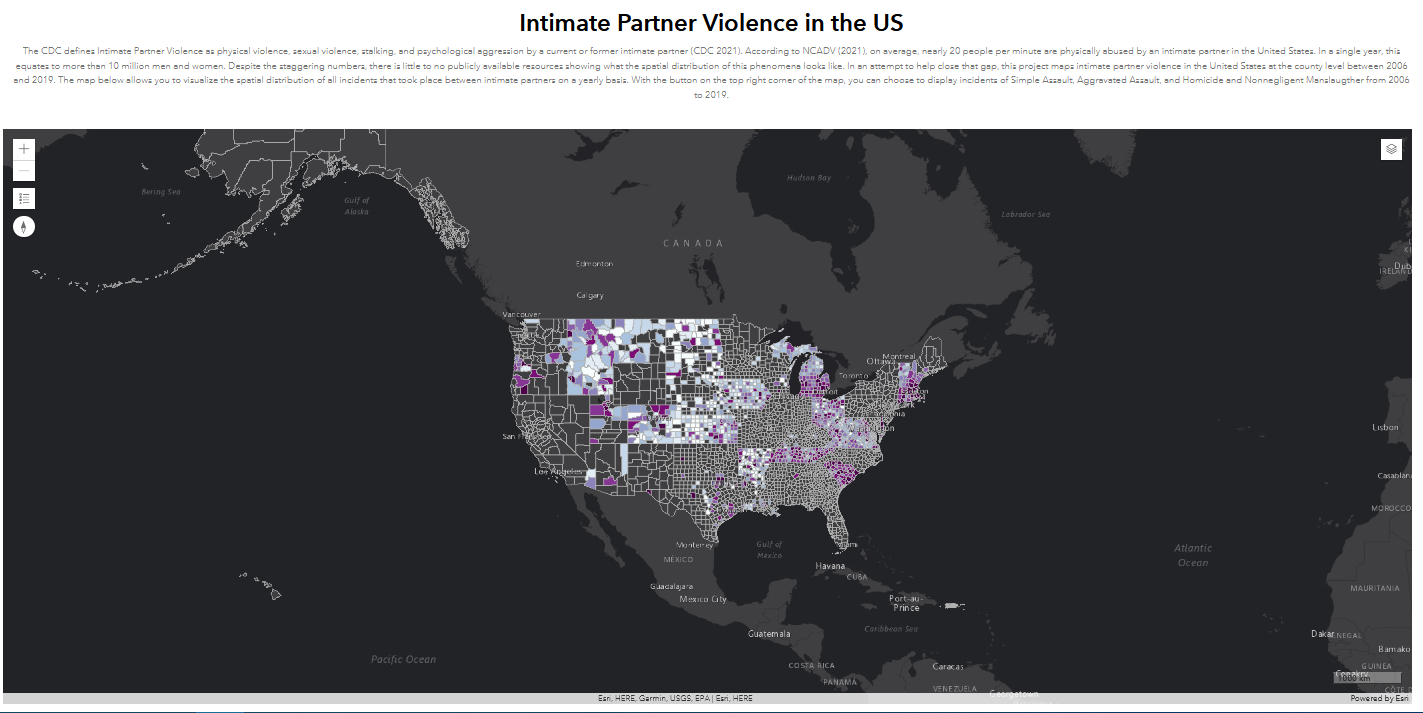 Intimate Partner Violence in the US
The CDC defines Intimate Partner Violence as physical violence, sexual violence, stalking, and psychological aggression by a current or former intimate partner (CDC 2021). According to NCADV (2021), on average, nearly 20 people per minute are physically abused by an intimate partner in the United States. In a single year, this
equates to more than 10 million men and women. Despite the staggering numbers, there is little to no publicly available resources showing what the spatial distribution of this phenomena looks like. In an attempt to help close that gap, this project maps intimate partner violence in the United States at the county level between 2006
and 2019. The map below allows you to visualize the spatial distribution of all incidents that took place between intimate partners on a yearly basis. With the button on the top right corner of the map, you can choose to display incidents of Simple Assault, Aggravated Assault, and Homicide and Nonnegligent Manslaugther from 2006
to 2019.
Bering Sea
Gulf of
Alaska
Hudson Bay
Labrador Sea
CANADA
Edmonton
Calgary
Vancouver
IRELAND
Montreal
Ottawa
Toronto
Lisbon
Los Angeles
Casablan
MOROCCO
Monterrey
Gulf of
Mexico
MÉXICO
Atlantic
Ocean
Havana
CUBA
Guadalajara
Mexico City
Port-au-
Prince
MAURITANIA
Caribbean Sea
Guatemala
Dakar
Bamako
Pacific Ocean
COSTA RICA
Caracas
GUINEA
PANAMA
VENEZUELA
Conakry
1000 km
Georgetown
Esri, HERE, Garmin, USGS, EPA | Esri, HERE
Powered by Esri